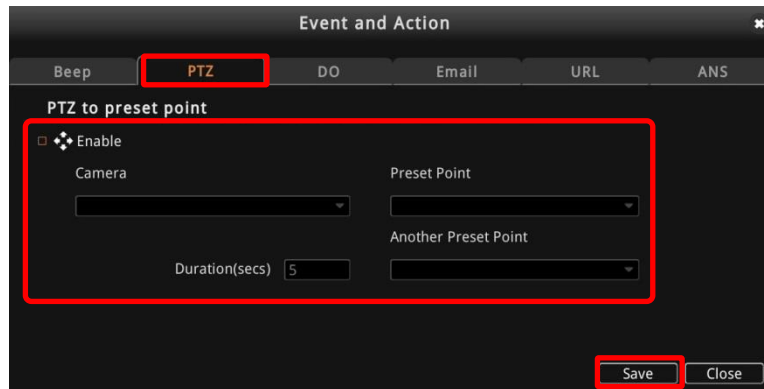 Event and Action
Beep PTZ DO Email URL ANS
PTZ to preset point
Enable
Camera Preset Point
Another Preset Point
Duration(secs) 5
Save Close